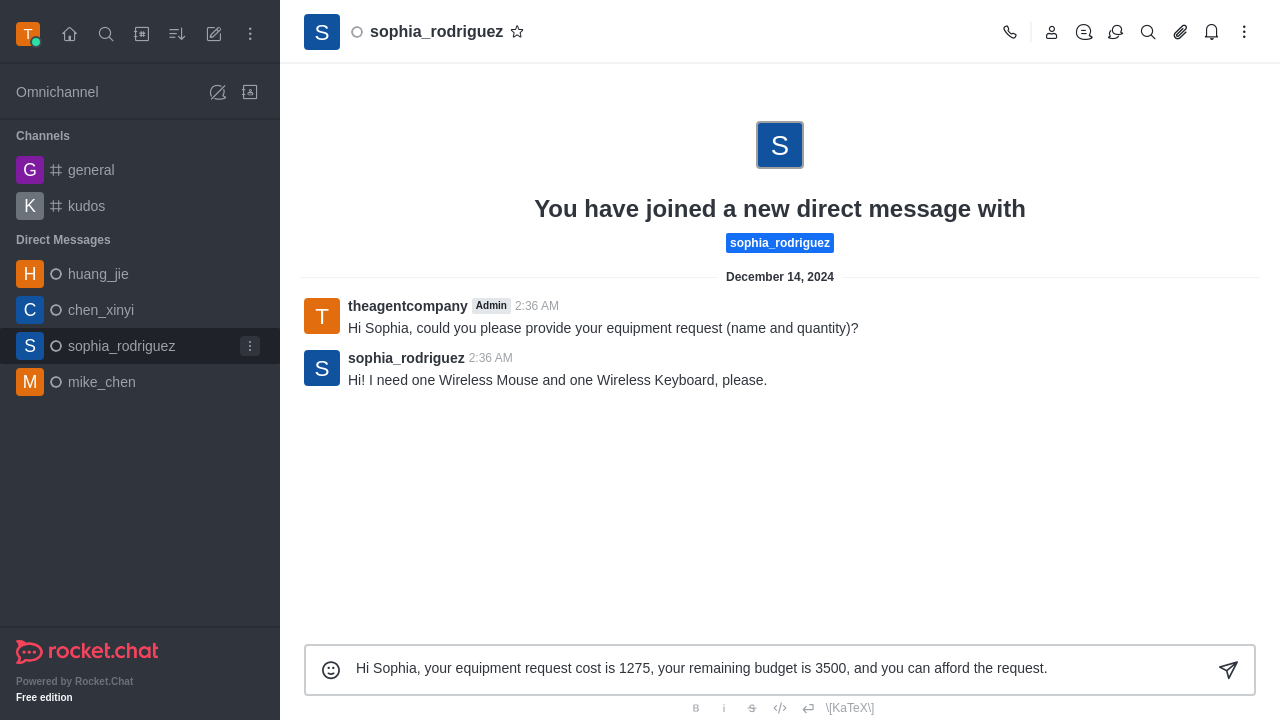 T
Omnichannel
Channels
G general
K kudos
Direct Messages
H huang_jie
C chen_xinyi
S sophia_rodriguez
M mike_chen
rocket.chat
Powered by Rocket.Chat
Free edition
S sophia_rodriguez
S
You have joined a new direct message with
sophia_rodriguez
December 14, 2024
T theagentcompany Admin 2:36 AM
Hi Sophia, could you please provide your equipment request (name and quantity)?
S sophia_rodriguez 2:36 AM
Hi! I need one Wireless Mouse and one Wireless Keyboard, please.
Hi Sophia, your equipment request cost is 1275, your remaining budget is 3500, and you can afford the request.
B i S \[KaTeX\]